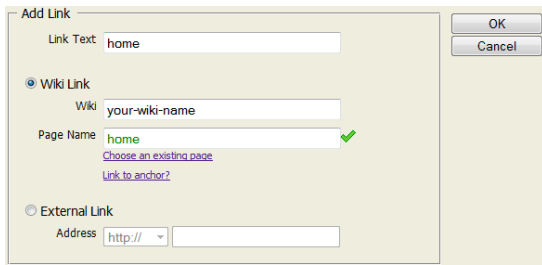 Add Link
OK
Link Text home
Cancel
Wiki Link
Wiki your-wiki-name
Page Name home
Choose an existing page
Link to anchor?
External Link
Address http://